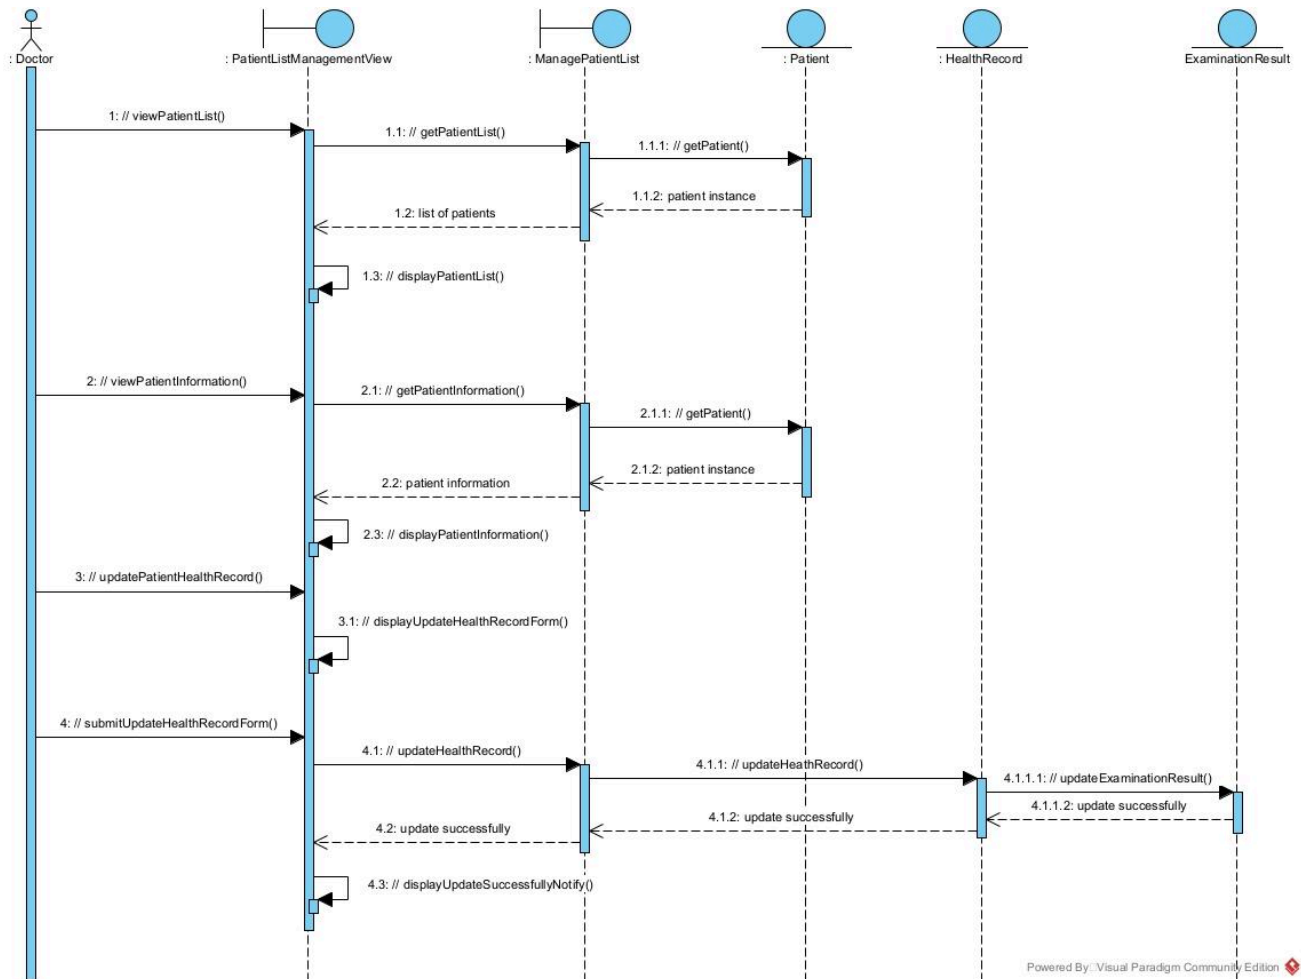 : Doctor
: PatientListManagementView
: ManagePatientList
: Patient
: HealthRecord
ExaminationResult
1: // viewPatientList()
1.1: // getPatientList()
1.1.1: // getPatient()
1.1.2: patient instance
1.2: list of patients
1.3: // displayPatientList()
2: // viewPatientInformation()
2.1: // getPatientInformation()
2.1.1: // getPatient()
2.1.2: patient instance
2.2: patient information
2.3: // displayPatientInformation()
3: // updatePatientHealthRecord()
3.1: // displayUpdateHealthRecordForm()
4: // submitUpdateHealthRecordForm()
4.1: // updateHealthRecord()
4.1.1: // updateHeathRecord()
4.1.1.1: // updateExaminationResult()
4.1.1.2: update successfully
4.1.2: update successfully
4.2: update successfully
4.3: // displayUpdateSuccessfullyNotify()
Powered By Visual Paradigm Community Edition